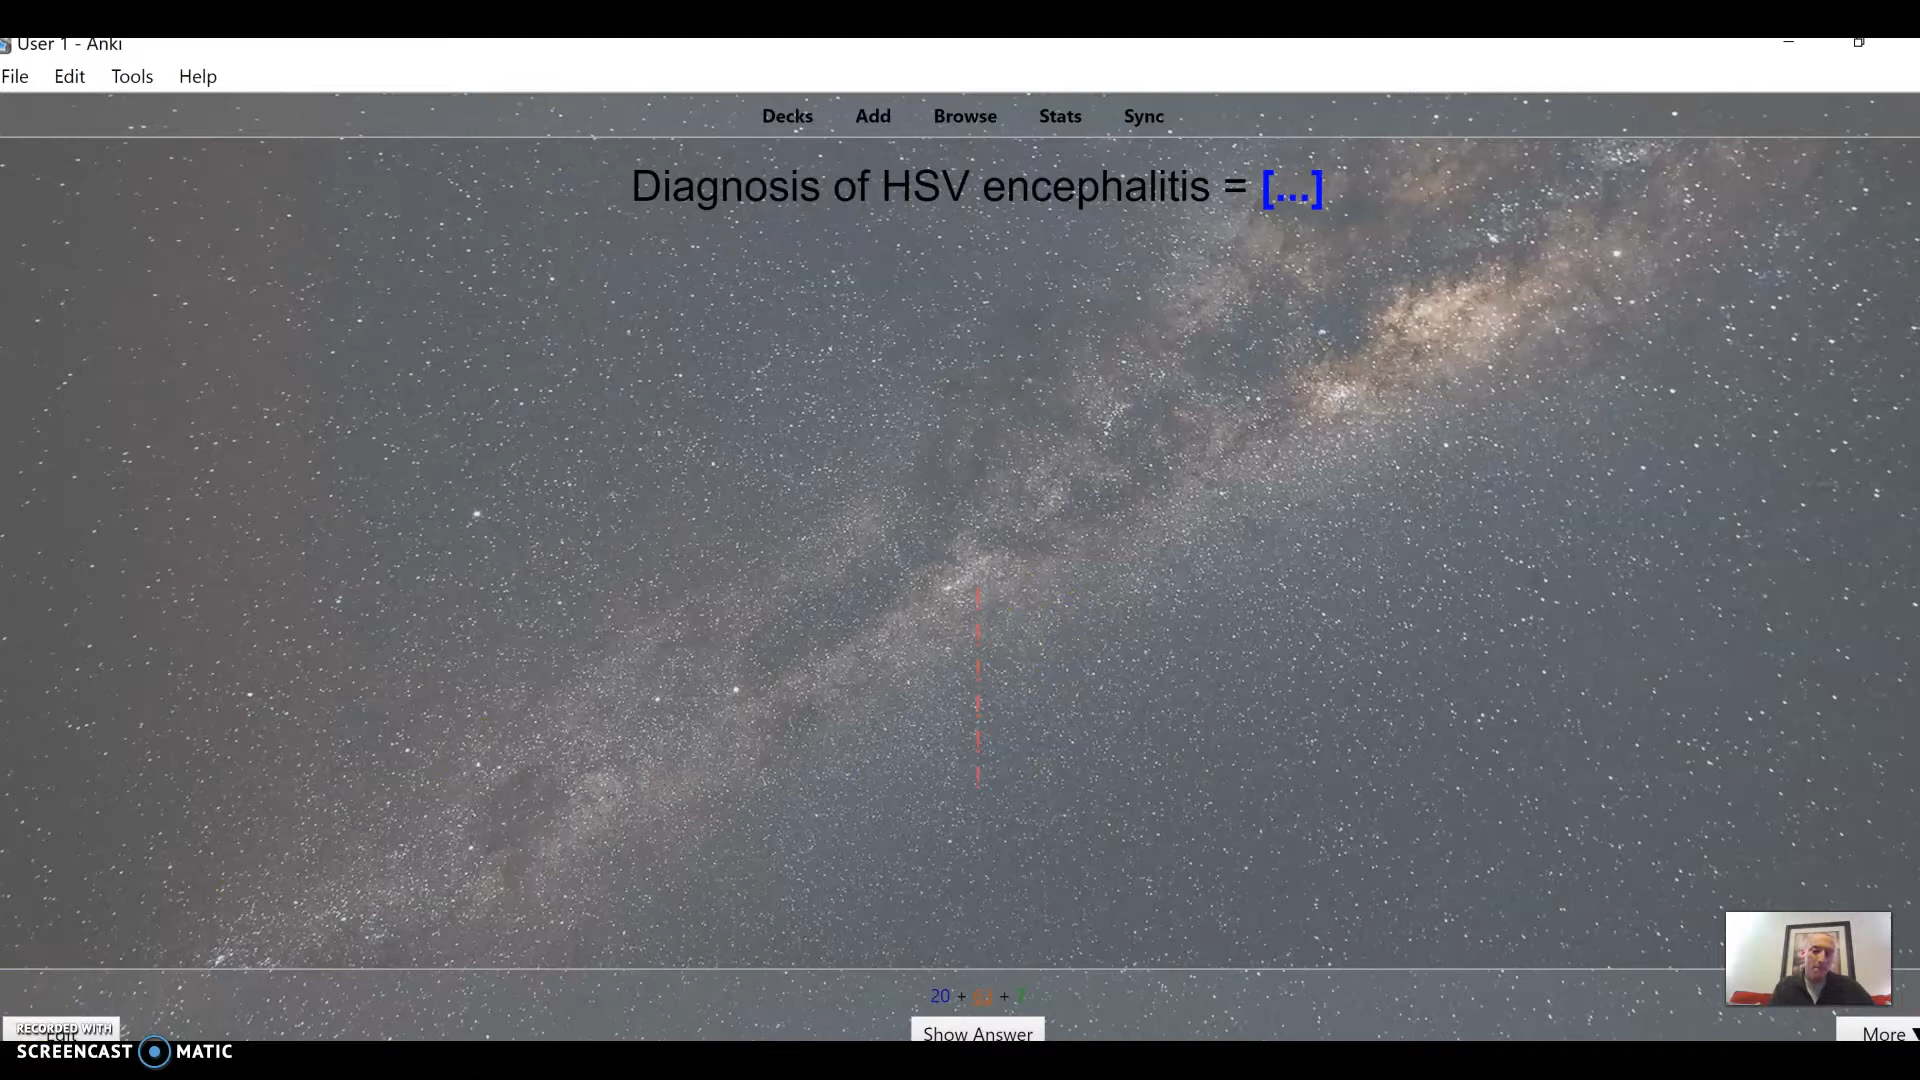 User 1 - Anki
File Edit Tools Help
Decks Add Browse Stats Sync
Diagnosis of HSV encephalitis = [...]
20 + +
RECORDED WITH
Edit
Show Answer
More
SCREENCAST MATIC